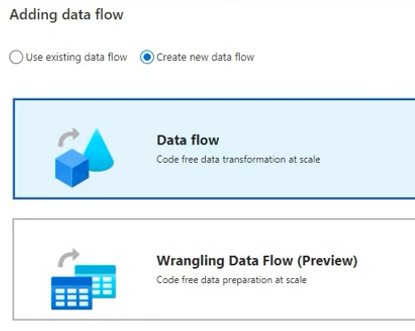 Adding data flow
Use existing data flow Create new data flow
Data flow
Code free data transformation at scale
Wrangling Data Flow (Preview)
Code free data preparation at scale